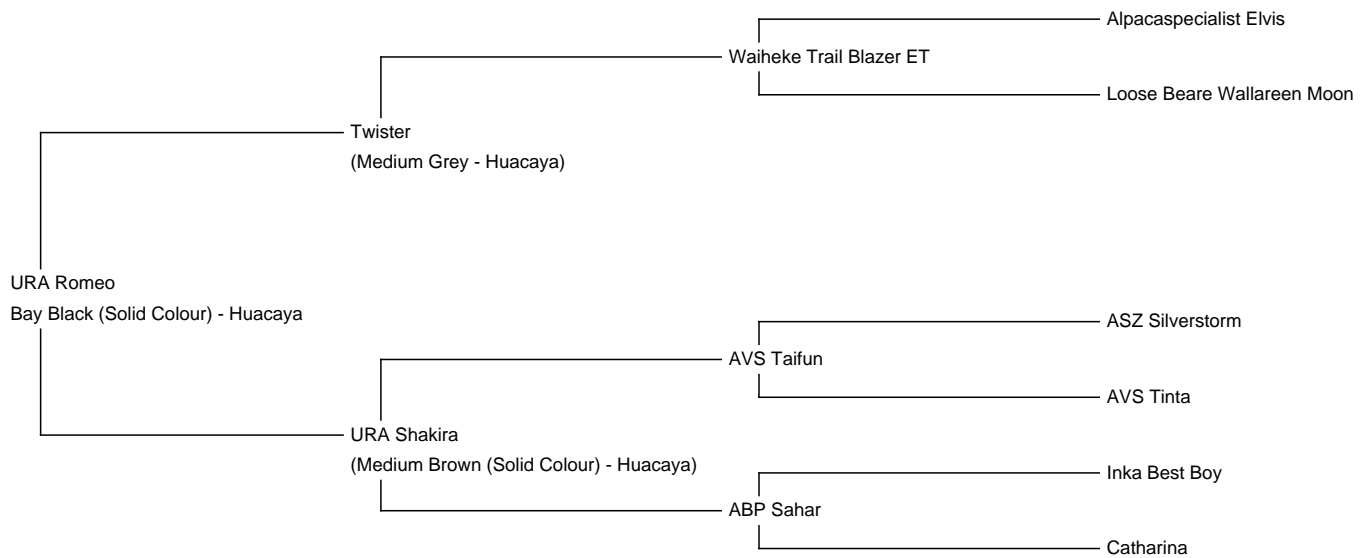 Alpacaspecialist Elvis
Waiheke Trail Blazer ET
Loose Beare Wallareen Moon
Twister
(Medium Grey - Huacaya)
URA Romeo
Bay Black (Solid Colour) - Huacaya
ASZ Silverstorm
AVS Taifun
AVS Tinta
URA Shakira
(Medium Brown (Solid Colour) - Huacaya)
Inka Best Boy
ABP Sahar
Catharina